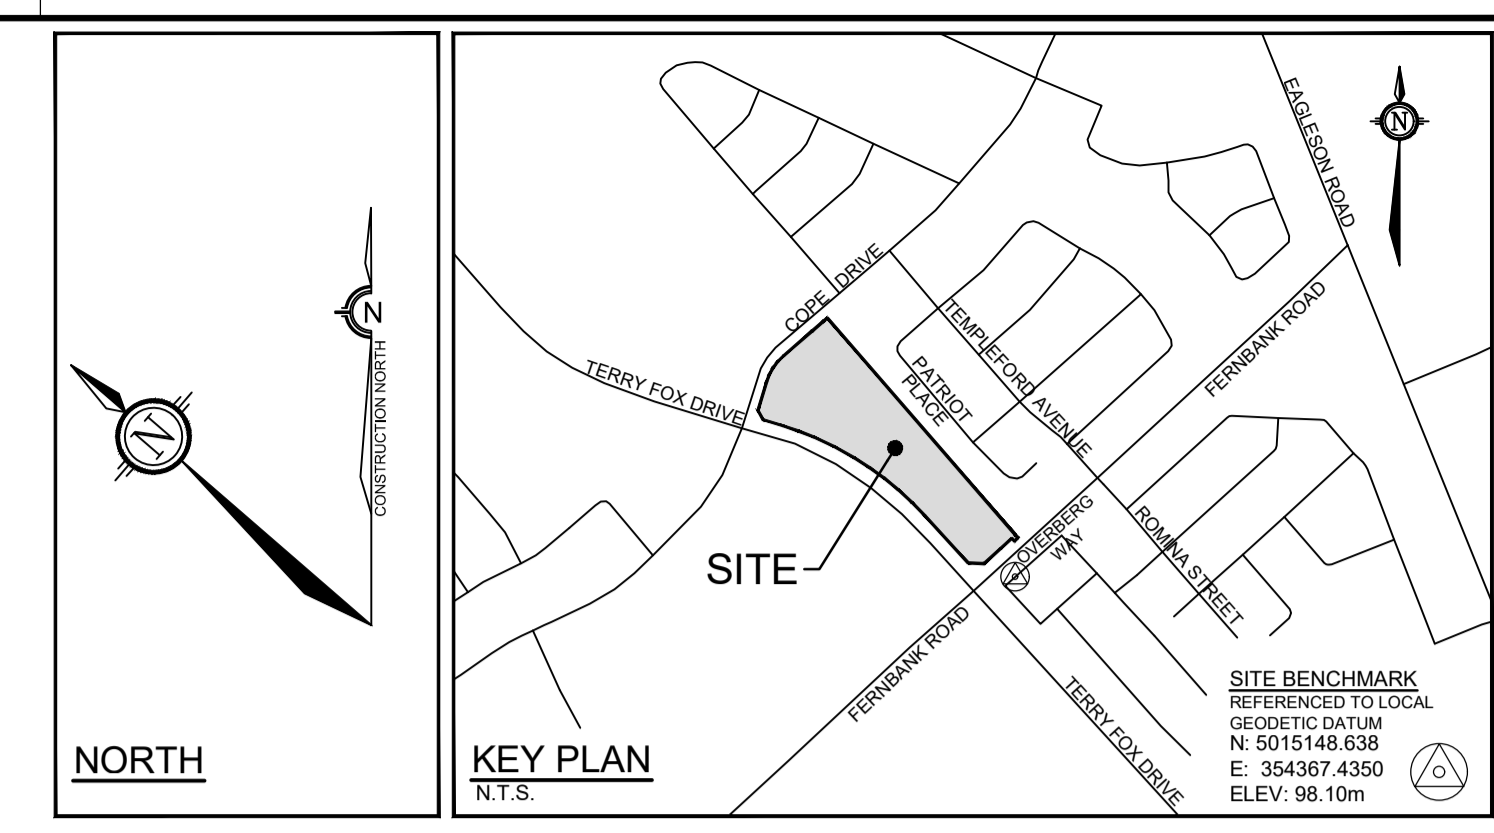 N
N
CONSTRUCTION NORTH
NORTH
EAGLESON ROAD
N
COPE DRIVE
TERRY FOX DRIVE
TEMPLEFORD AVENUE
PATRIOT
PLACE
FERNBANK ROAD
SITE
OVERBERG
WAY
ROMINA STREET
FERNBANK ROAD
TERRY FOX DRIVE
KEY PLAN
N.T.S.
SITE BENCHMARK
REFERENCED TO LOCAL
GEODETIC DATUM
N: 5015148.638
E: 354367.4350
ELEV: 98.10m